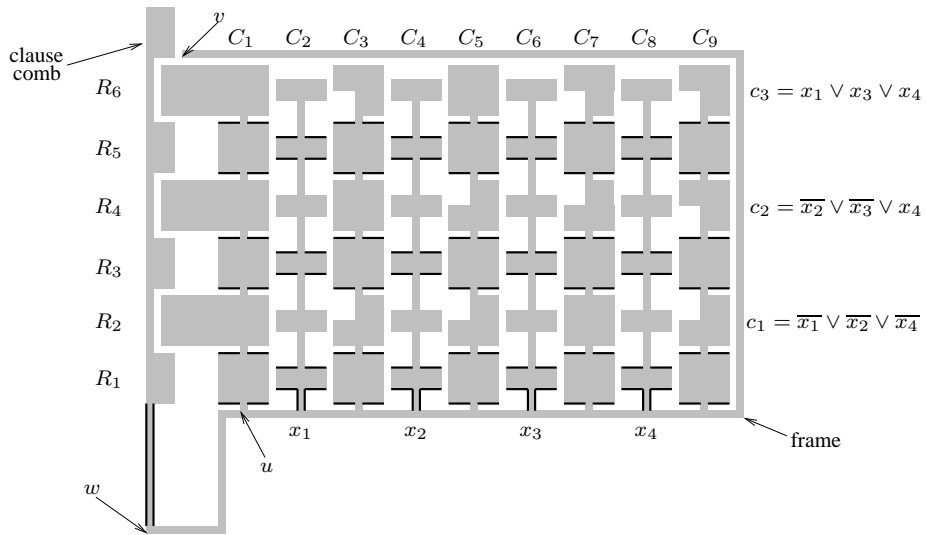 v
C₁ C₂ C₃ C₄ C₅ C₆ C₇ C₈ C₉
clause
comb
R₆
c₃ = x₁ ∨ x₃ ∨ x₄
R₅
R₄
c₂ = x̅₂ ∨ x̅₃ ∨ x₄
R₃
R₂
c₁ = x̅₁ ∨ x̅₂ ∨ x̅₄
R₁
x₁ x₂ x₃ x₄
frame
u
w